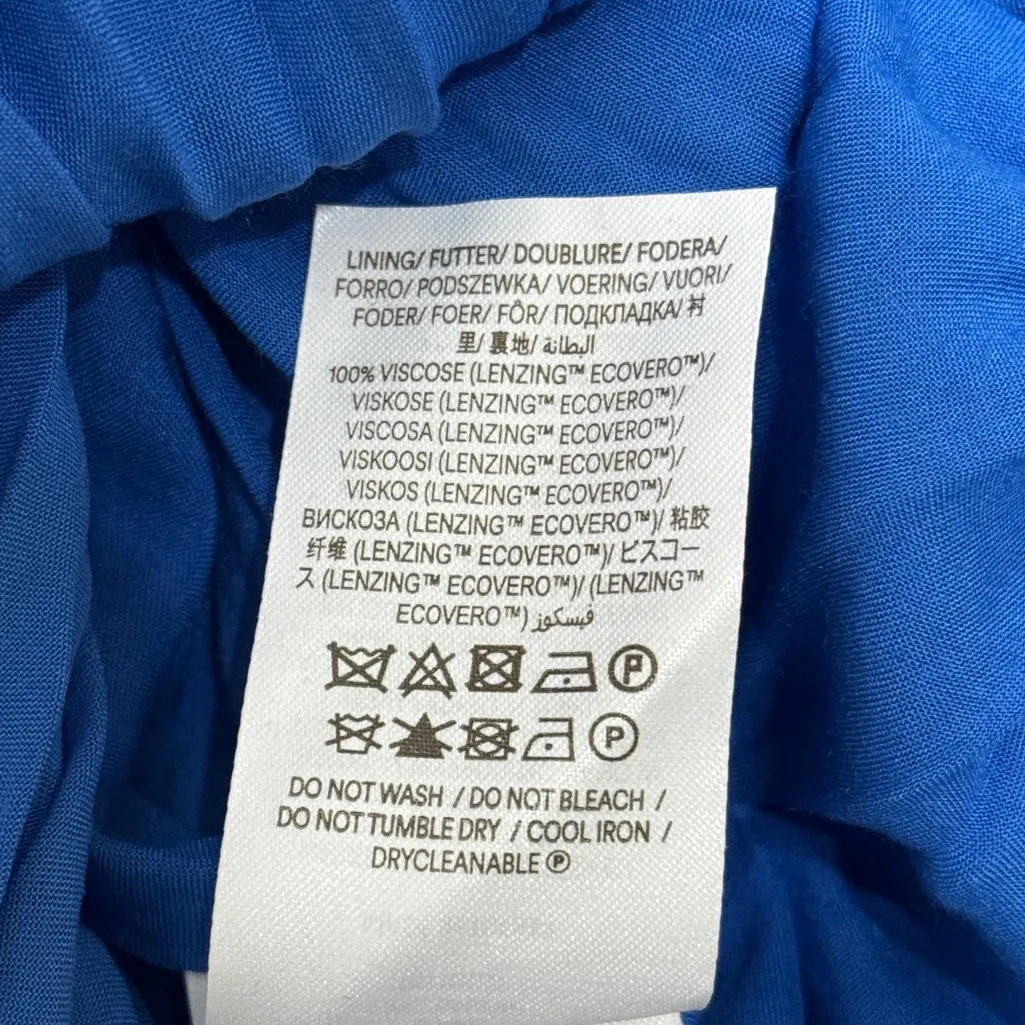 LINING/ FUTTER/ DOUBLURE/ FODERA/
FORRO/ PODSZEWKA/ VOERING/ VUORI/
FODER/ FOER/ FÔR/ ПОДКЛАДКА/ 衬
里/ 裏地/ البطانة
100% VISCOSE (LENZING™ ECOVERO™)/
VISKOSE (LENZING™ ECOVERO™)/
VISCOSA (LENZING™ ECOVERO™)/
VISKOOSI (LENZING™ ECOVERO™)/
VISKOS (LENZING™ ECOVERO™)/
ВИСКОЗА (LENZING™ ECOVERO™)/ 粘胶
纤维 (LENZING™ ECOVERO™)/ ビスコー
ス (LENZING™ ECOVERO™)/ (LENZING™
ECOVERO™) فيسكوز
P
P
DO NOT WASH / DO NOT BLEACH /
DO NOT TUMBLE DRY / COOL IRON /
DRYCLEANABLE Ⓟ